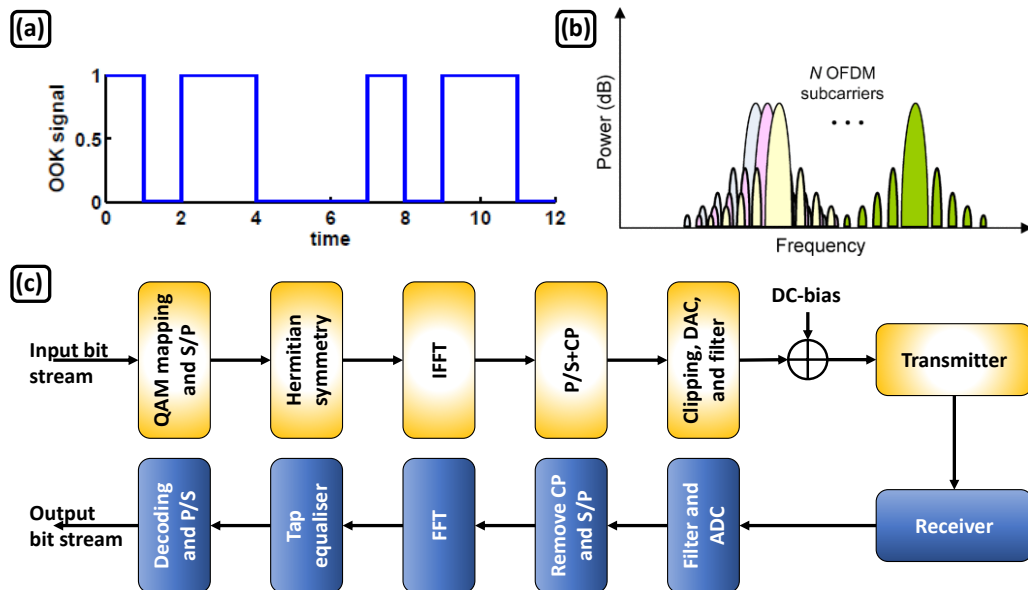 (a)
OOK signal
1
0.5
0
0 2 4 6 8 10 12
time
(b)
Power (dB)
N OFDM
subcarriers
• • •
Frequency
(c)
Input bit
stream
QAM mapping
and S/P
Hermitian
symmetry
IFFT
P/S+CP
Clipping, DAC,
and filter
DC-bias
Transmitter
Output
bit stream
Decoding
and P/S
Tap
equaliser
FFT
Remove CP
and S/P
Filter and
ADC
Receiver